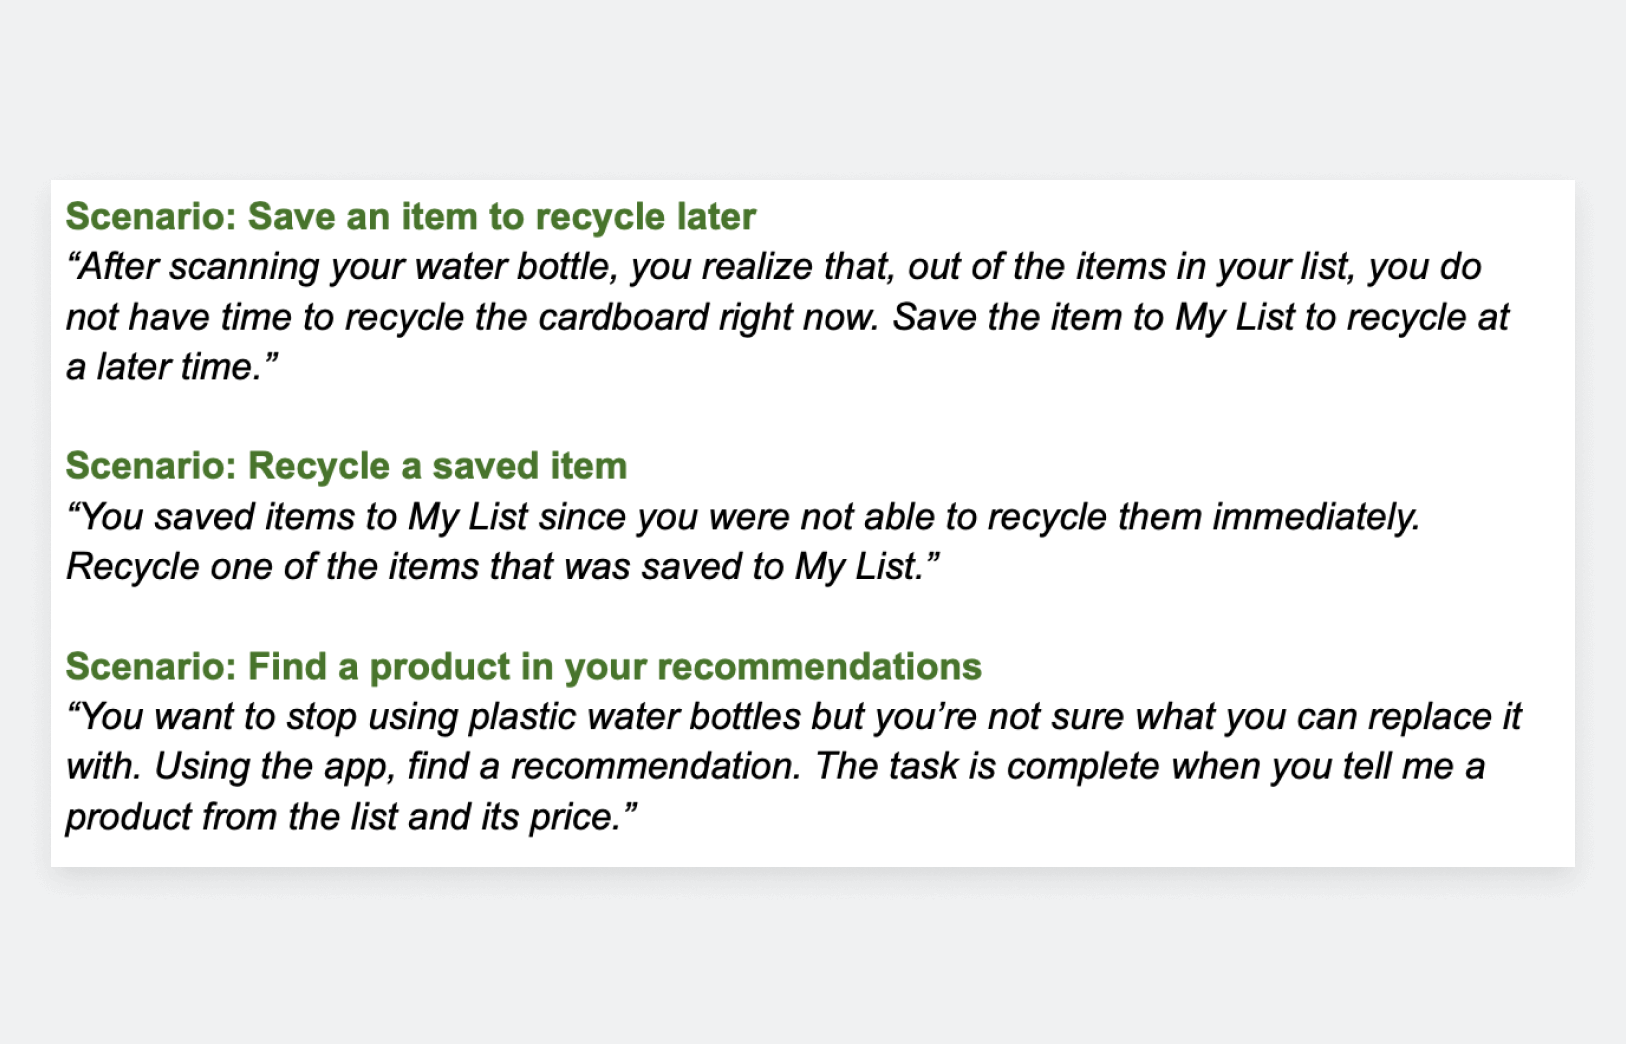 Scenario: Save an item to recycle later
“After scanning your water bottle, you realize that, out of the items in your list, you do
not have time to recycle the cardboard right now. Save the item to My List to recycle at
a later time.”
Scenario: Recycle a saved item
“You saved items to My List since you were not able to recycle them immediately.
Recycle one of the items that was saved to My List.”
Scenario: Find a product in your recommendations
“You want to stop using plastic water bottles but you’re not sure what you can replace it
with. Using the app, find a recommendation. The task is complete when you tell me a
product from the list and its price.”